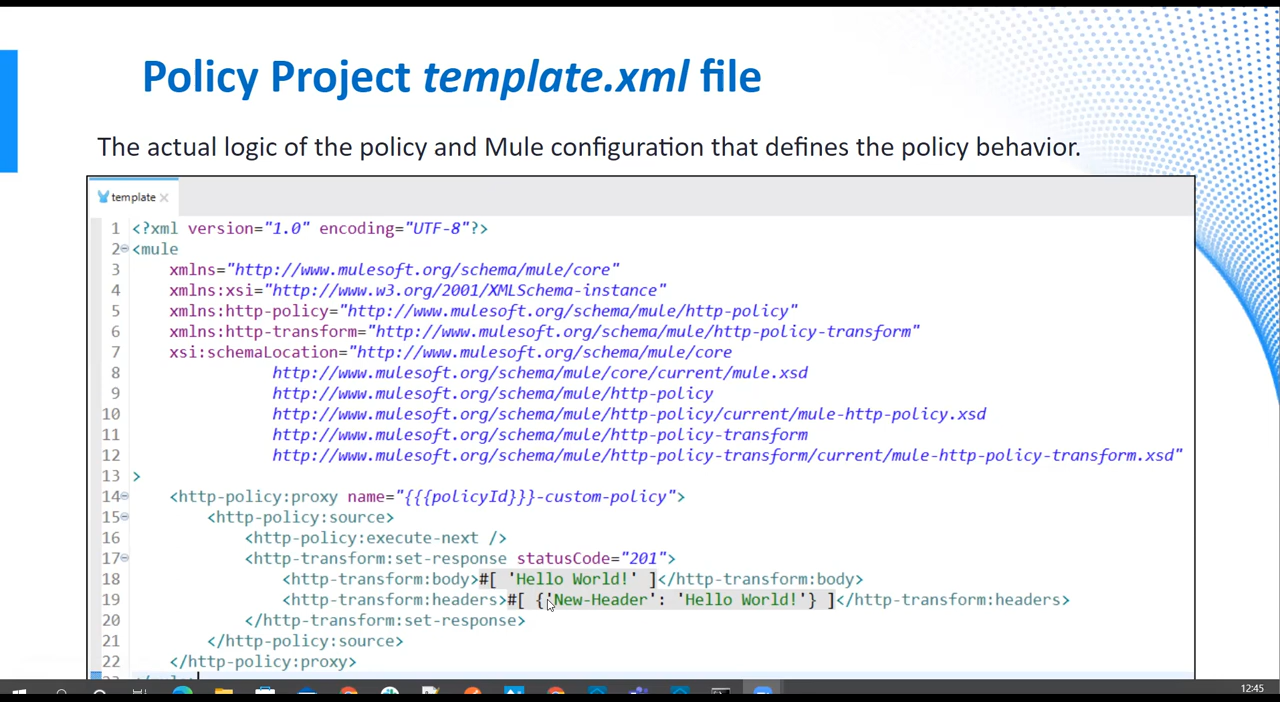 Policy Project template.xml file
The actual logic of the policy and Mule configuration that defines the policy behavior.
template
1 <?xml version="1.0" encoding="UTF-8"?>
2 <mule
3 xmlns="http://www.mulesoft.org/schema/mule/core"
4 xmlns:xsi="http://www.w3.org/2001/XMLSchema-instance"
5 xmlns:http-policy="http://www.mulesoft.org/schema/mule/http-policy"
6 xmlns:http-transform="http://www.mulesoft.org/schema/mule/http-policy-transform"
7 xsi:schemaLocation="http://www.mulesoft.org/schema/mule/core
8 http://www.mulesoft.org/schema/mule/core/current/mule.xsd
9 http://www.mulesoft.org/schema/mule/http-policy
10 http://www.mulesoft.org/schema/mule/http-policy/current/mule-http-policy.xsd
11 http://www.mulesoft.org/schema/mule/http-policy-transform
12 http://www.mulesoft.org/schema/mule/http-policy-transform/current/mule-http-policy-transform.xsd"
13 >
14 <http-policy:proxy name="{{{policyId}}}-custom-policy">
15 <http-policy:source>
16 <http-policy:execute-next />
17 <http-transform:set-response statusCode="201">
18 <http-transform:body>#[ 'Hello World!' ]</http-transform:body>
19 <http-transform:headers>#[ {'New-Header': 'Hello World!'} ]</http-transform:headers>
20 </http-transform:set-response>
21 </http-policy:source>
22 </http-policy:proxy>
12:45